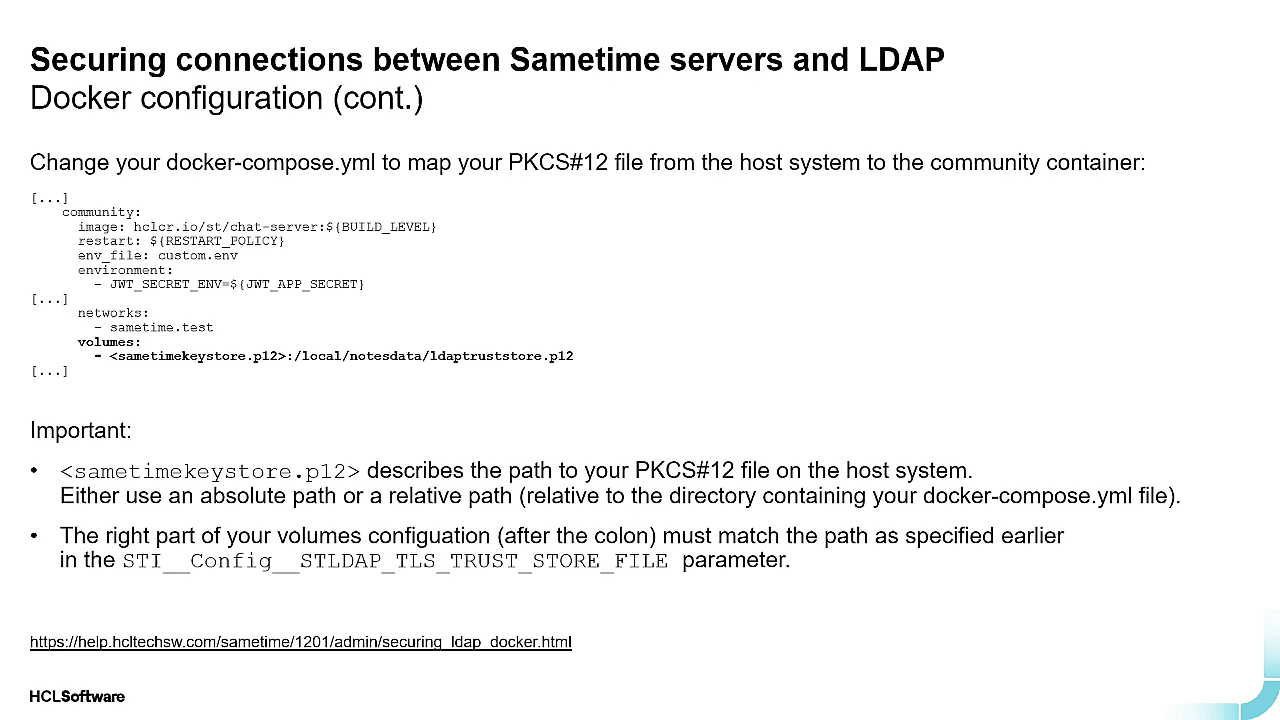 Securing connections between Sametime servers and LDAP
Docker configuration (cont.)
Change your docker-compose.yml to map your PKCS#12 file from the host system to the community container:
[...]
    community:
      image: hclcr.io/st/chat-server:${BUILD_LEVEL}
      restart: ${RESTART_POLICY}
      env_file: custom.env
      environment:
        - JWT_SECRET_ENV=${JWT_APP_SECRET}
[...]
      networks:
        - sametime.test
      volumes:
        - <sametimekeystore.p12>:/local/notesdata/ldaptruststore.p12
[...]
Important:
• <sametimekeystore.p12> describes the path to your PKCS#12 file on the host system.
Either use an absolute path or a relative path (relative to the directory containing your docker-compose.yml file).
• The right part of your volumes configuation (after the colon) must match the path as specified earlier
in the STI__Config__STLDAP_TLS_TRUST_STORE_FILE parameter.
https://help.hcltechsw.com/sametime/1201/admin/securing_ldap_docker.html
HCLSoftware